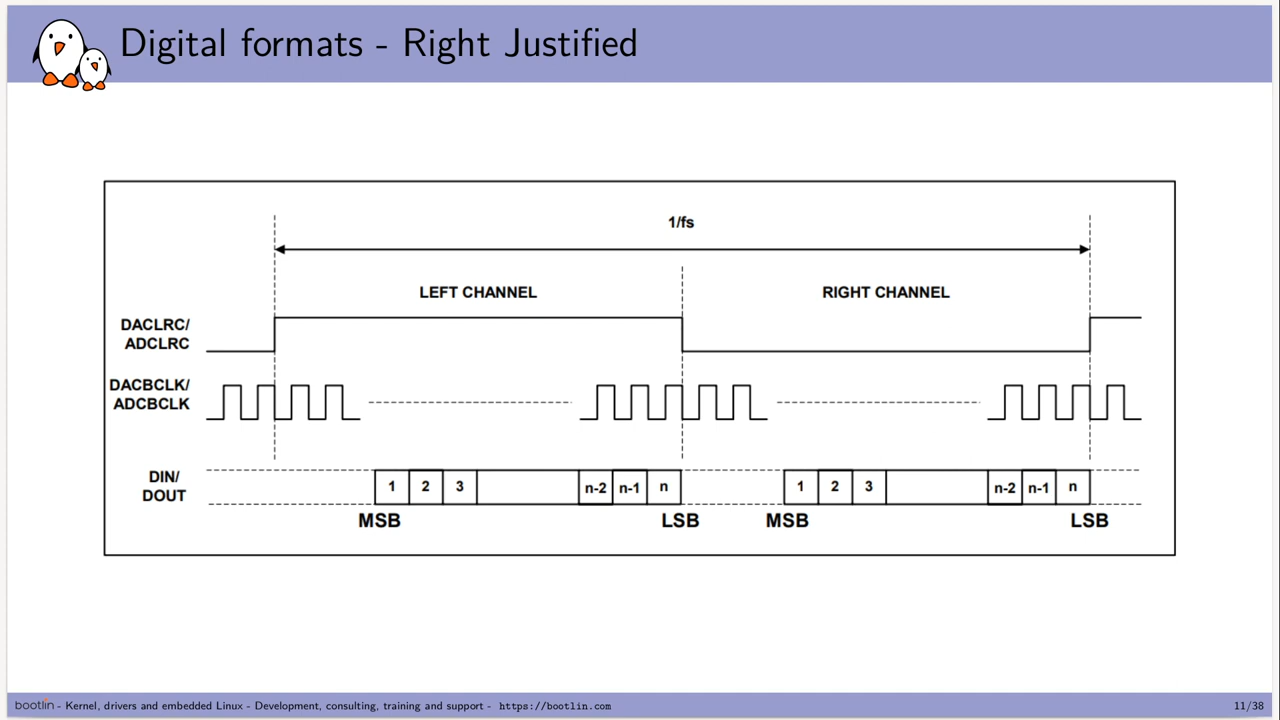 Digital formats - Right Justified
1/fs
LEFT CHANNEL RIGHT CHANNEL
DACLRC/
ADCLRC
DACBCLK/
ADCBCLK
DIN/
DOUT
1 2 3 n-2 n-1 n 1 2 3 n-2 n-1 n
MSB LSB MSB LSB
bootlin - Kernel, drivers and embedded Linux - Development, consulting, training and support - https://bootlin.com 11/38